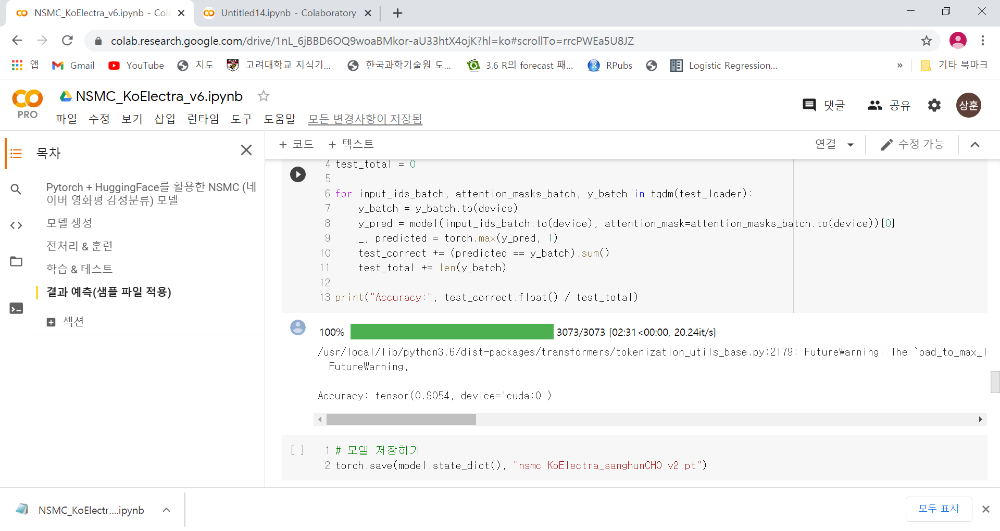 NSMC_KoElectra_v6.ipynb - Cola
Untitled14.ipynb - Colaboratory
colab.research.google.com/drive/1nL_6jBBD6OQ9woaBMkor-aU33htX4ojK?hl=ko#scrollTo=rrcPWEa5U8JZ
앱 Gmail YouTube 지도 고려대학교 지식기... 한국과학기술원 도... 3.6 R의 forecast 패... RPubs Logistic Regression... » 기타 북마크
NSMC_KoElectra_v6.ipynb
PRO
댓글 공유 상훈
파일 수정 보기 삽입 런타임 도구 도움말 모든 변경사항이 저장됨
목차
+ 코드 + 텍스트 연결 수정 가능
Pytorch + HuggingFace를 활용한 NSMC (네
이버 영화평 감정분류) 모델
모델 생성
전처리 & 훈련
학습 & 테스트
결과 예측(샘플 파일 적용)
섹션
4 test_total = 0
5
6 for input_ids_batch, attention_masks_batch, y_batch in tqdm(test_loader):
7 y_batch = y_batch.to(device)
8 y_pred = model(input_ids_batch.to(device), attention_mask=attention_masks_batch.to(device))[0]
9 _, predicted = torch.max(y_pred, 1)
10 test_correct += (predicted == y_batch).sum()
11 test_total += len(y_batch)
12
13 print("Accuracy:", test_correct.float() / test_total)
100% 3073/3073 [02:31<00:00, 20.24it/s]
/usr/local/lib/python3.6/dist-packages/transformers/tokenization_utils_base.py:2179: FutureWarning: The `pad_to_max_l
FutureWarning,
Accuracy: tensor(0.9054, device='cuda:0')
[ ] 1 # 모델 저장하기
2 torch.save(model.state_dict(), "nsmc KoElectra_sanghunCHO v2.pt")
NSMC_KoElectr....ipynb
모두 표시